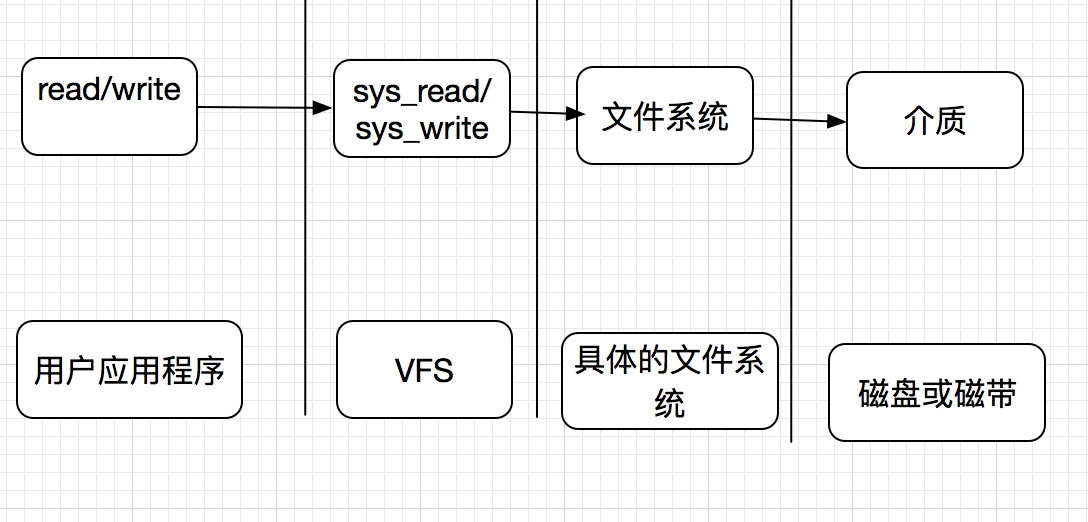 read/write
sys_read/
sys_write
文件系统
介质
用户应用程序
VFS
具体的文件系
统
磁盘或磁带